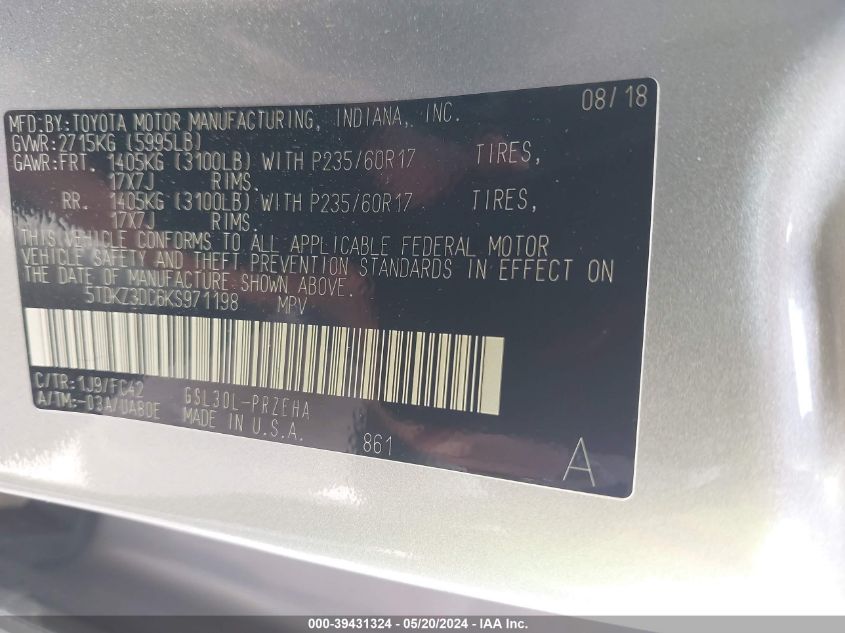 08/18
MFD.BY:TOYOTA MOTOR MANUFACTURING, INDIANA, INC.
GVWR:2715KG (5995LB)
GAWR:FRT. 1405KG (3100LB) WITH P235/60R17 TIRES,
17X7J RIMS.
RR. 1405KG (3100LB) WITH P235/60R17 TIRES,
17X7J RIMS.
THIS VEHICLE CONFORMS TO ALL APPLICABLE FEDERAL MOTOR
VEHICLE SAFETY AND THEFT PREVENTION STANDARDS IN EFFECT ON
THE DATE OF MANUFACTURE SHOWN ABOVE.
5TDKZ3DC6KS971198 MPV
C/TR:1J9/FC42 GSL30L-PRZEHA
A/TM:-03A/UAB0E MADE IN U.S.A.
861 A
000-39431324 - 05/20/2024 - IAA Inc.